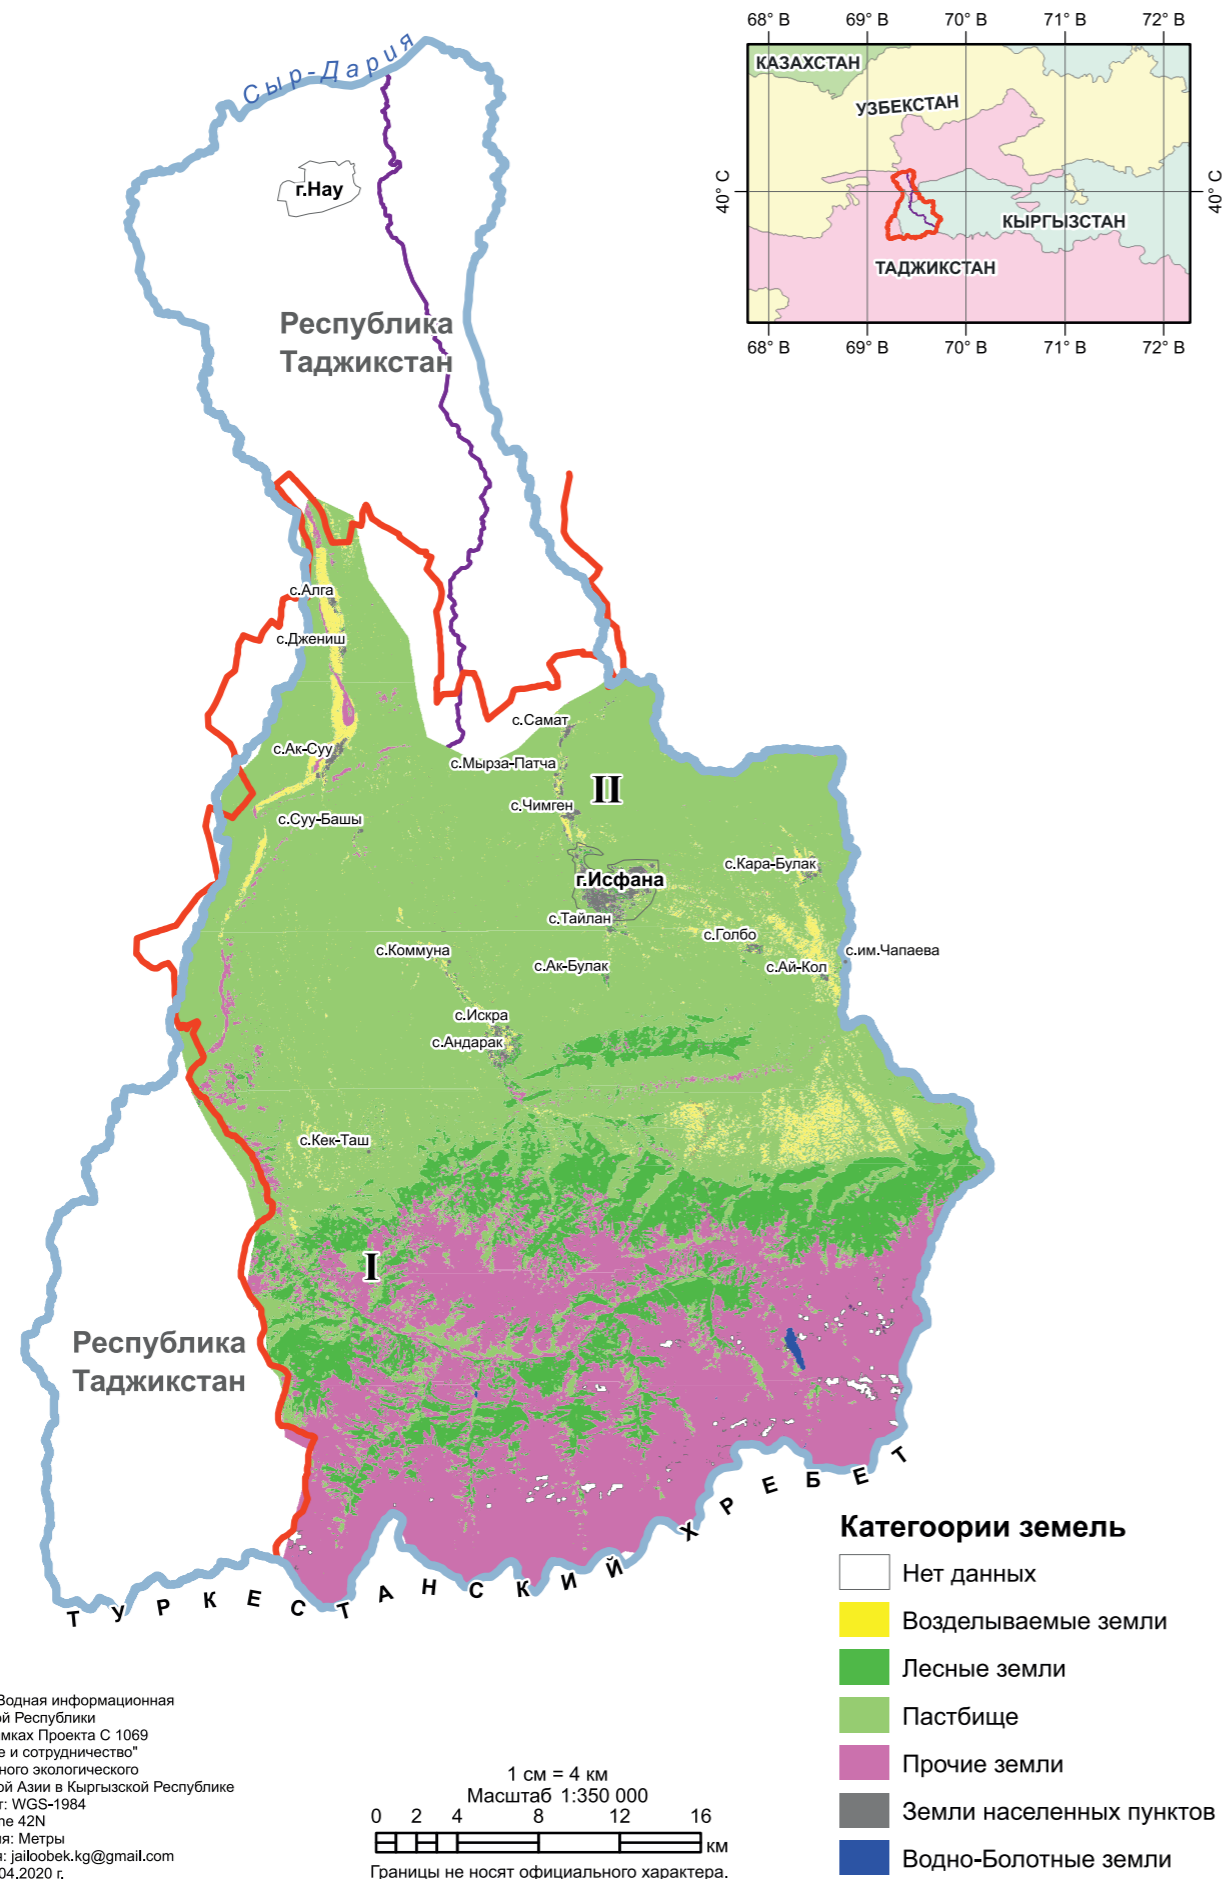 Сыр-Дария
г.Нау
Республика
Таджикстан
68° В 69° В 70° В 71° В 72° В
КАЗАХСТАН
УЗБЕКСТАН
40° С
40° С
КЫРГЫЗСТАН
ТАДЖИКСТАН
68° В 69° В 70° В 71° В 72° В
с.Алга
с.Джениш
с.Самат
с.Ак-Суу
с.Мырза-Патча
II
с.Чимген
с.Суу-Башы
с.Кара-Булак
г.Исфана
с.Тайлан
с.Голбо
с.Коммуна
с.им.Чапаева
с.Ак-Булак
с.Ай-Кол
с.Искра
с.Андарак
с.Кек-Таш
I
Республика
Таджикстан
ТУРКЕСТАНСКИЙ ХРЕБЕТ
Категоории земель
Нет данных
Возделываемые земли
Лесные земли
Пастбище
Прочие земли
Земли населенных пунктов
Водно-Болотные земли
Водная информационная
ой Республики
мках Проекта С 1069
е и сотрудничество"
ного экологического
ой Азии в Кыргызской Республике
т: WGS-1984
ne 42N
ия: Метры
я: jailoobek.kg@gmail.com
04.2020 г.
1 см = 4 км
Масштаб 1:350 000
0 2 4 8 12 16
км
Границы не носят официального характера.